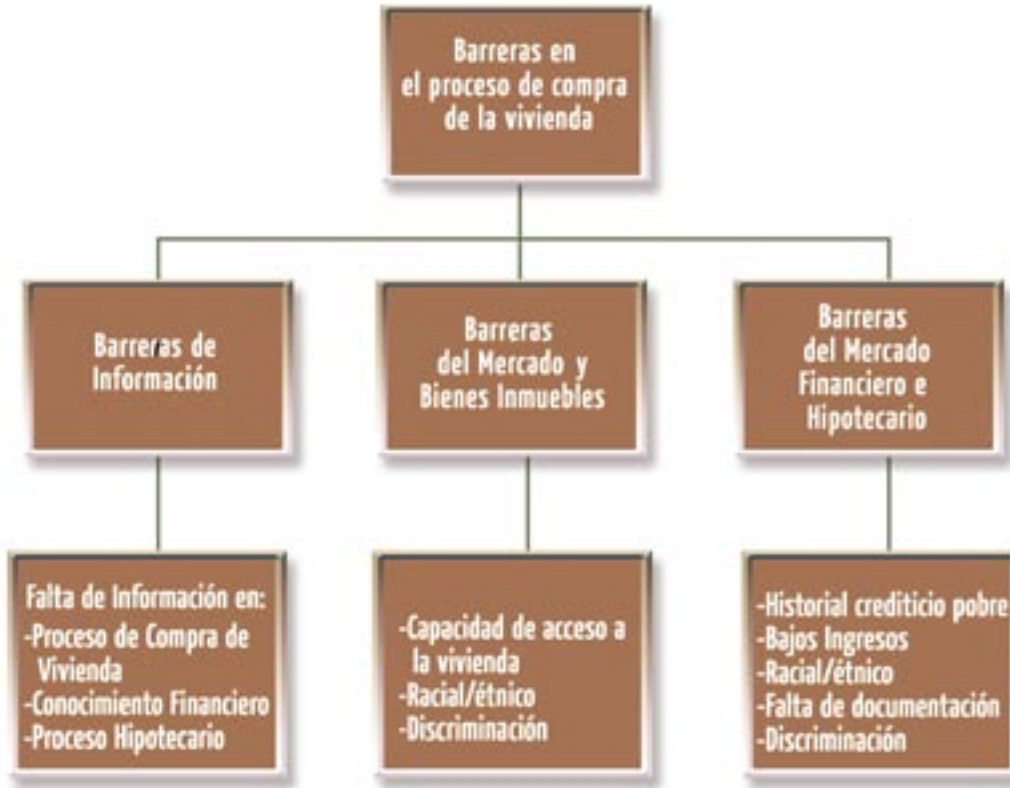 Barreras en
el proceso de compra
de la vivienda
Barreras de
Información
Barreras
del Mercado y
Bienes Inmuebles
Barreras
del Mercado
Financiero e
Hipotecario
Falta de Información en:
-Proceso de Compra de
Vivienda
-Conocimiento Financiero
-Proceso Hipotecario
-Capacidad de acceso a
la vivienda
-Racial/étnico
-Discriminación
-Historial crediticio pobre
-Bajos Ingresos
-Racial/étnico
-Falta de documentación
-Discriminación